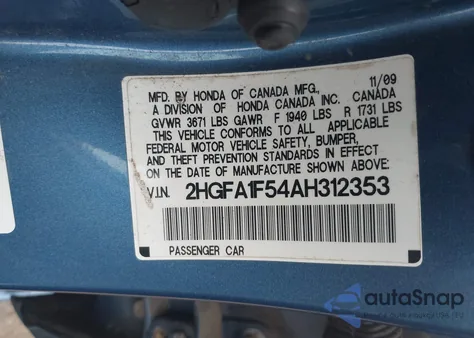 MFD. BY HONDA OF CANADA MFG., 11/09
A DIVISION OF HONDA CANADA INC. CANADA
GVWR 3671 LBS GAWR F 1940 LBS R 1731 LBS
THIS VEHICLE CONFORMS TO ALL APPLICABLE
FEDERAL MOTOR VEHICLE SAFETY, BUMPER,
AND THEFT PREVENTION STANDARDS IN EFFECT
ON THE DATE OF MANUFACTURE SHOWN ABOVE:
V.I.N. 2HGFA1F54AH312353
PASSENGER CAR
autoSnap